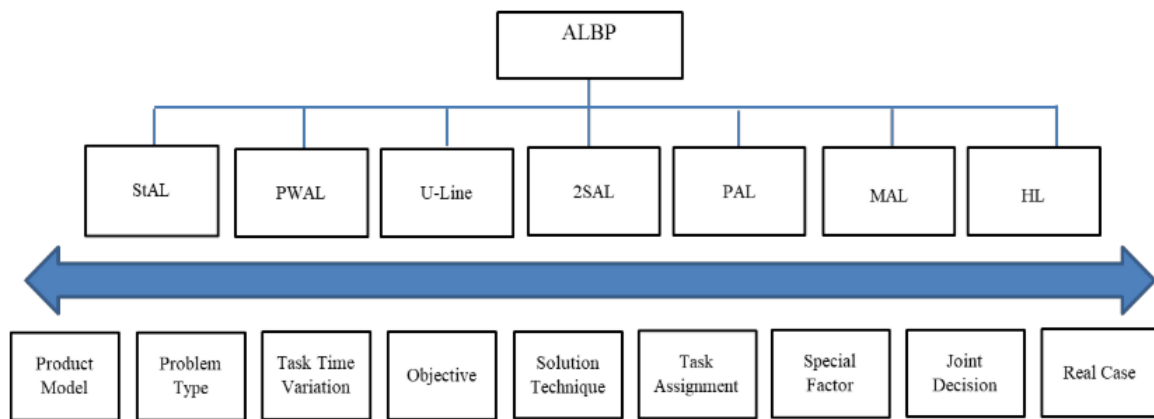 ALBP
StAL
PWAL
U-Line
2SAL
PAL
MAL
HL
Product
Model
Problem
Type
Task Time
Variation
Objective
Solution
Technique
Task
Assignment
Special
Factor
Joint
Decision
Real Case